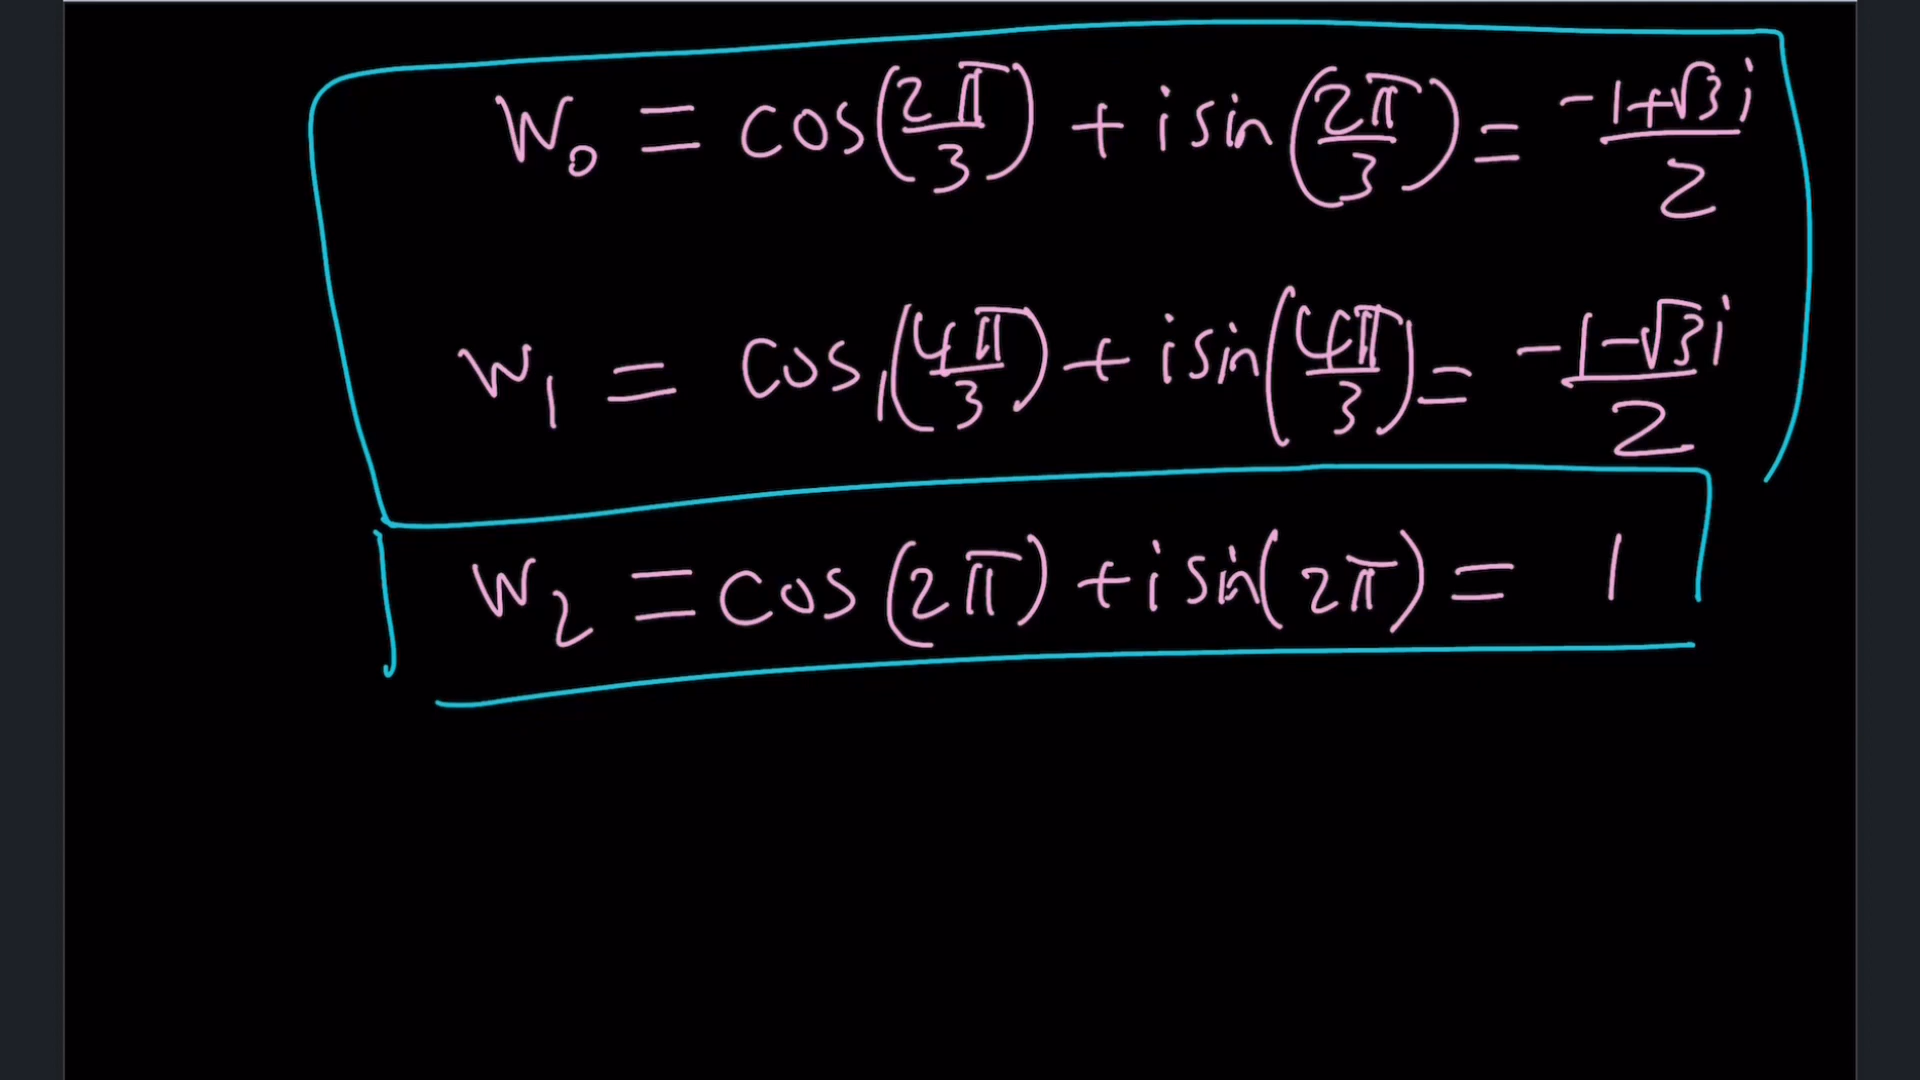 W₀ = cos(2π/3) + i sin(2π/3) = (-1+√3 i)/2
W₁ = cos(4π/3) + i sin(4π/3) = (-1-√3 i)/2
W₂ = cos(2π) + i sin(2π) = 1